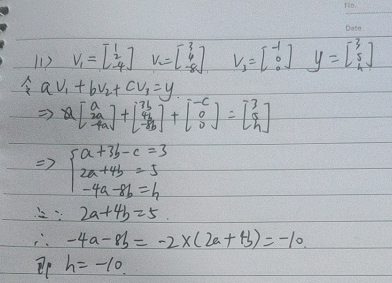 No.
Date
(1) V₁=[1 2 -4] V₂=[3 4 -8] V₃=[-1 0 0] y=[3 5 h]
令 aV₁+bV₂+CV₃=y
⇒ [a 2a -4a]+[3b 4b -8b]+[-c 0 0]=[3 5 h]
⇒ { a+3b-c=3
2a+4b=5
-4a-8b=h
∵ 2a+4b=5.
∴ -4a-8b=-2×(2a+4b)=-10.
即 h=-10.